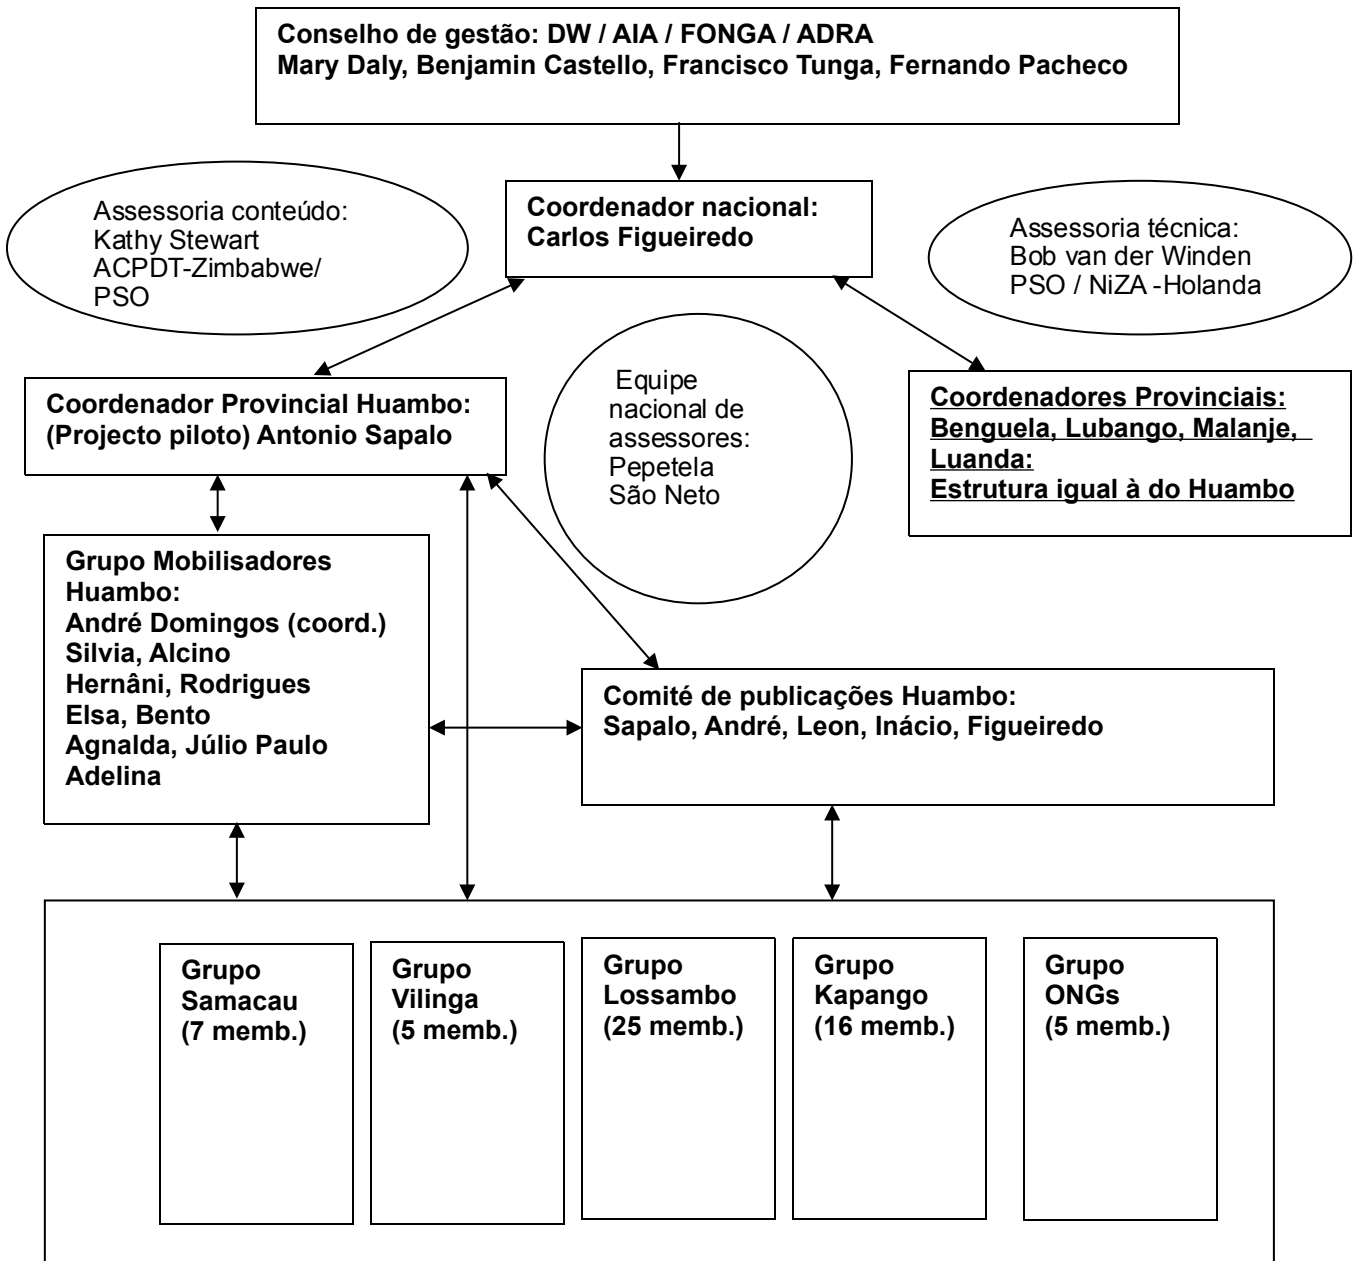 Conselho de gestão: DW / AIA / FONGA / ADRA
Mary Daly, Benjamin Castello, Francisco Tunga, Fernando Pacheco
Assessoria conteúdo:
Kathy Stewart
ACPDT-Zimbabwe/
PSO
Coordenador nacional:
Carlos Figueiredo
Assessoria técnica:
Bob van der Winden
PSO / NiZA -Holanda
Coordenador Provincial Huambo:
(Projecto piloto) Antonio Sapalo
Equipe
nacional de
assessores:
Pepetela
São Neto
Coordenadores Provinciais:
Benguela, Lubango, Malanje,
Luanda:
Estrutura igual à do Huambo
Grupo Mobilisadores
Huambo:
André Domingos (coord.)
Silvia, Alcino
Hernâni, Rodrigues
Elsa, Bento
Agnalda, Júlio Paulo
Adelina
Comité de publicações Huambo:
Sapalo, André, Leon, Inácio, Figueiredo
Grupo
Samacau
(7 memb.)
Grupo
Vilinga
(5 memb.)
Grupo
Lossambo
(25 memb.)
Grupo
Kapango
(16 memb.)
Grupo
ONGs
(5 memb.)